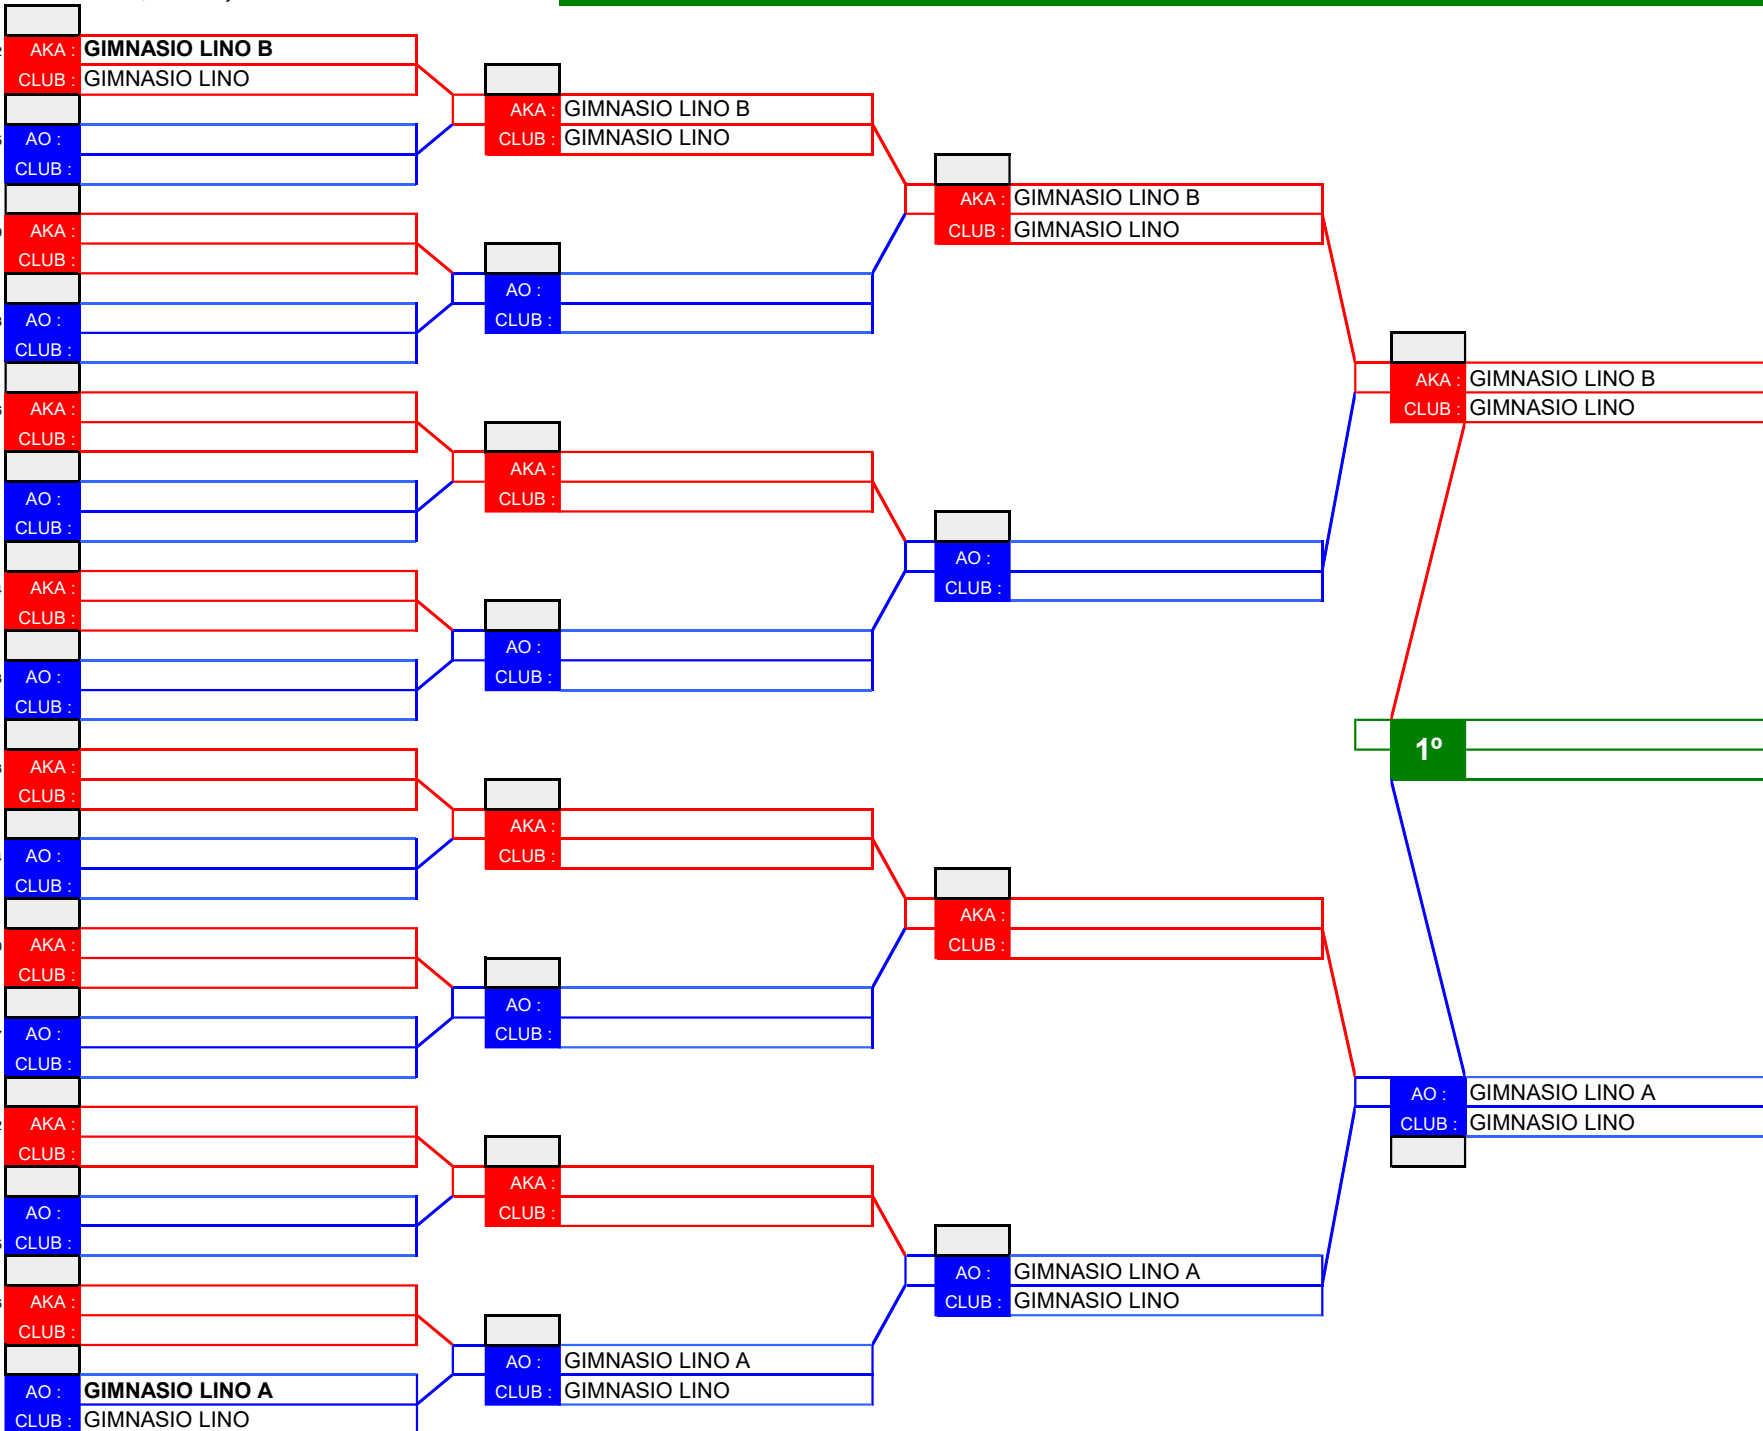 AKA : GIMNASIO LINO B
CLUB : GIMNASIO LINO
AO :
CLUB :
AKA :
CLUB :
AO :
CLUB :
AKA :
CLUB :
AO :
CLUB :
AKA :
CLUB :
AO :
CLUB :
AKA :
CLUB :
AO :
CLUB :
AKA :
CLUB :
AO :
CLUB :
AKA :
CLUB :
AO :
CLUB :
AKA :
CLUB :
AO : GIMNASIO LINO A
CLUB : GIMNASIO LINO
AKA : GIMNASIO LINO B
CLUB : GIMNASIO LINO
AO :
CLUB :
AKA :
CLUB :
AO :
CLUB :
AKA :
CLUB :
AO :
CLUB :
AKA :
CLUB :
AO : GIMNASIO LINO A
CLUB : GIMNASIO LINO
AKA : GIMNASIO LINO B
CLUB : GIMNASIO LINO
AO :
CLUB :
AKA :
CLUB :
AO : GIMNASIO LINO A
CLUB : GIMNASIO LINO
AKA : GIMNASIO LINO B
CLUB : GIMNASIO LINO
1º
AO : GIMNASIO LINO A
CLUB : GIMNASIO LINO